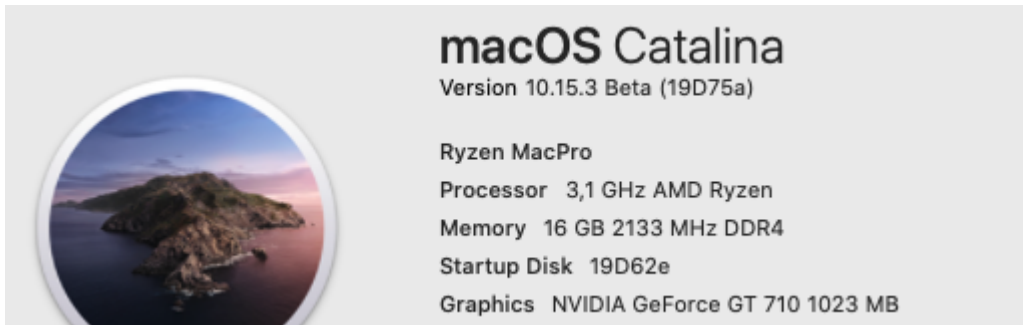 macOS Catalina
Version 10.15.3 Beta (19D75a)
Ryzen MacPro
Processor 3,1 GHz AMD Ryzen
Memory 16 GB 2133 MHz DDR4
Startup Disk 19D62e
Graphics NVIDIA GeForce GT 710 1023 MB